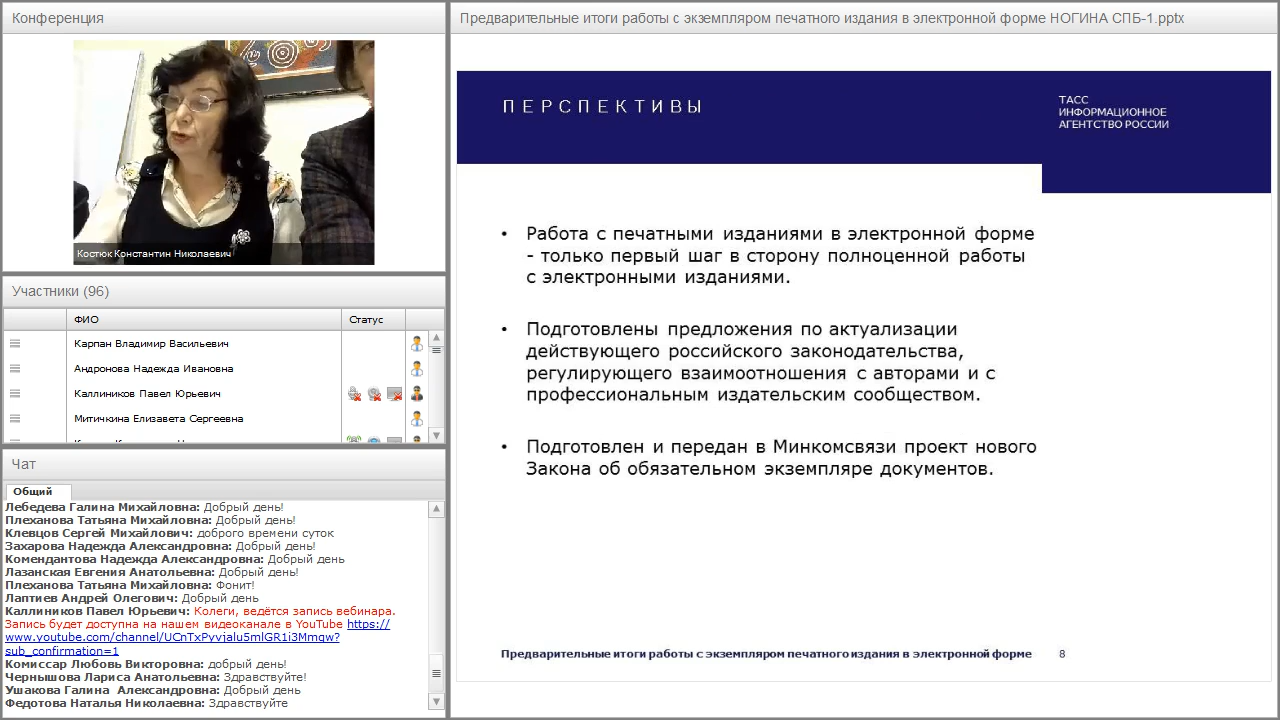 Конференция
Костюк Константин Николаевич
Участники (96)
ФИО
Статус
Карпан Владимир Васильевич
Андронова Надежда Ивановна
Каллиников Павел Юрьевич
Митичкина Елизавета Сергеевна
Чат
Общий
Лебедева Галина Михайловна: Добрый день!
Плеханова Татьяна Михайловна: Добрый день!
Клевцов Сергей Михайлович: доброго времени суток
Захарова Надежда Александровна: Добрый день!
Комендантова Надежда Александровна: Добрый день
Лазанская Евгения Анатольевна: Добрый день!
Плеханова Татьяна Михайловна: Фонит!
Лаптиев Андрей Олегович: Добрый день
Каллиников Павел Юрьевич: Колеги, ведётся запись вебинара.
Запись будет доступна на нашем видеоканале в YouTube https://
www.youtube.com/channel/UCnTxPyvjalu5mlGR1i3Mmqw?
sub_confirmation=1
Комиссар Любовь Викторовна: добрый день!
Чернышова Лариса Анатольевна: Здравствуйте!
Ушакова Галина Александровна: Добрый день
Федотова Наталья Николаевна: Здравствуйте
Предварительные итоги работы с экземпляром печатного издания в электронной форме НОГИНА СПБ-1.pptx
ПЕРСПЕКТИВЫ
ТАСС
ИНФОРМАЦИОННОЕ
АГЕНТСТВО РОССИИ
• Работа с печатными изданиями в электронной форме
- только первый шаг в сторону полноценной работы
с электронными изданиями.
• Подготовлены предложения по актуализации
действующего российского законодательства,
регулирующего взаимоотношения с авторами и с
профессиональным издательским сообществом.
• Подготовлен и передан в Минкомсвязи проект нового
Закона об обязательном экземпляре документов.
Предварительные итоги работы с экземпляром печатного издания в электронной форме 8